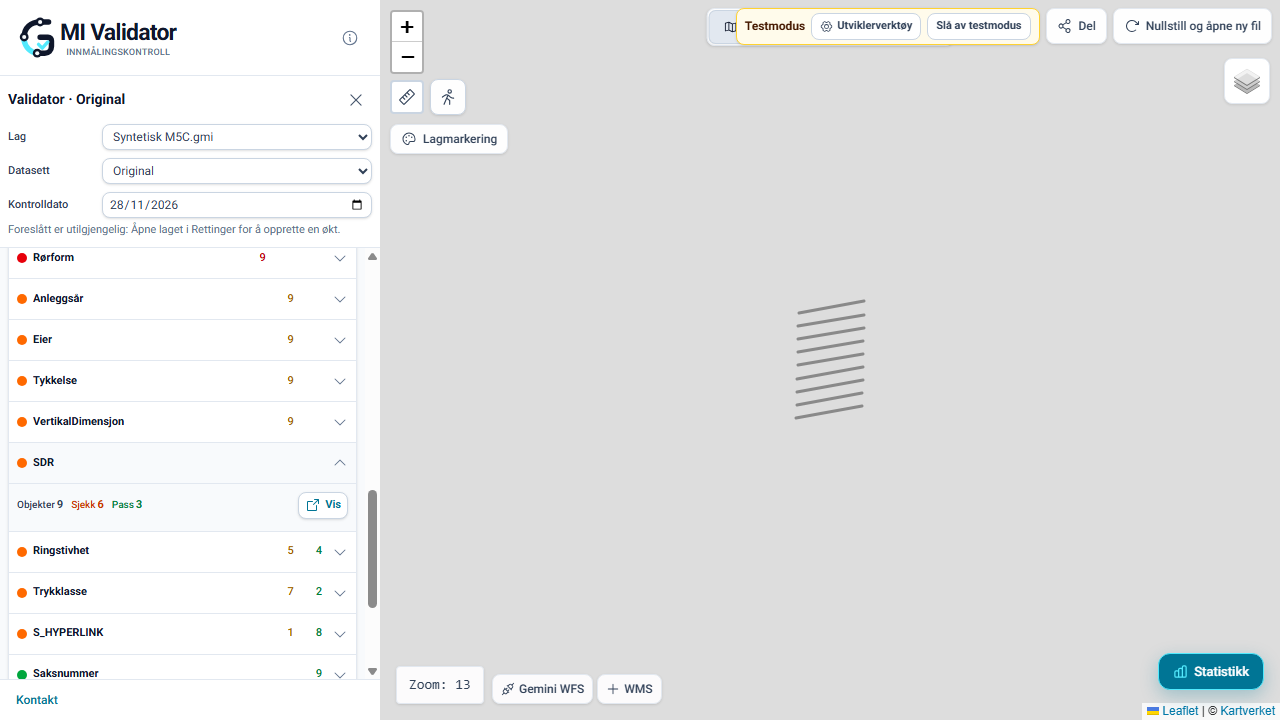 MI Validator
INNMÅLINGSKONTROLL
Validator · Original
Lag
Syntetisk M5C.gmi
Datasett
Original
Kontrolldato
28/11/2026
Foreslått er utilgjengelig: Åpne laget i Rettinger for å opprette en økt.
Rørform 9
Anleggsår 9
Eier 9
Tykkelse 9
VertikalDimensjon 9
SDR
Objekter 9 Sjekk 6 Pass 3
Vis
Ringstivhet 5 4
Trykklasse 7 2
S_HYPERLINK 1 8
Saksnummer 9
Kontakt
+
−
Lagmarkering
Testmodus
Utviklerverktøy
Slå av testmodus
Del
Nullstill og åpne ny fil
Zoom: 13
Gemini WFS
WMS
Statistikk
Leaflet | © Kartverket